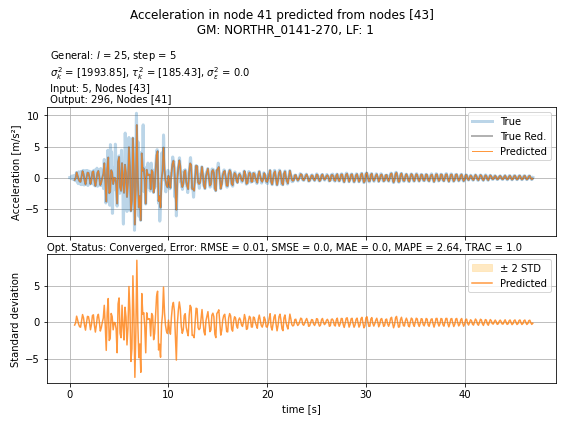 Acceleration in node 41 predicted from nodes [43]
GM: NORTHR_0141-270, LF: 1
General: l = 25, step = 5
σ²ₖ = [1993.85], τ²ₖ = [185.43], σ²ε = 0.0
Input: 5, Nodes [43]
Output: 296, Nodes [41]
Acceleration [m/s²]
10
5
0
−5
True
True Red.
Predicted
Opt. Status: Converged, Error: RMSE = 0.01, SMSE = 0.0, MAE = 0.0, MAPE = 2.64, TRAC = 1.0
Standard deviation
5
0
−5
± 2 STD
Predicted
0 10 20 30 40
time [s]